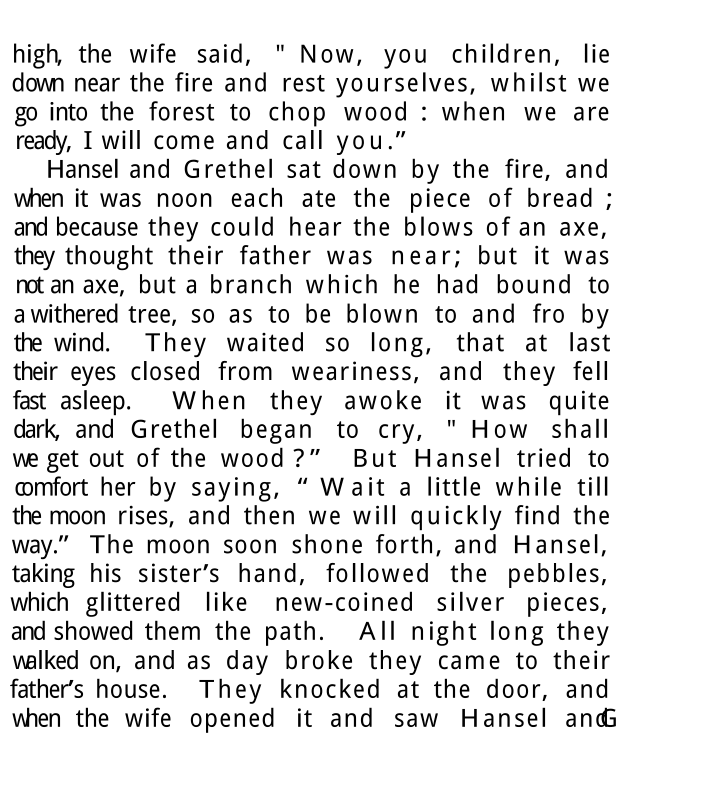 high, the wife said, " Now, you children, lie
down near the fire and rest yourselves, whilst we
go into the forest to chop wood : when we are
ready, I will come and call you.”
Hansel and Grethel sat down by the fire, and
when it was noon each ate the piece of bread ;
and because they could hear the blows of an axe,
they thought their father was near; but it was
not an axe, but a branch which he had bound to
a withered tree, so as to be blown to and fro by
the wind. They waited so long, that at last
their eyes closed from weariness, and they fell
fast asleep. When they awoke it was quite
dark, and Grethel began to cry, " How shall
we get out of the wood ?” But Hansel tried to
comfort her by saying, “ Wait a little while till
the moon rises, and then we will quickly find the
way.” The moon soon shone forth, and Hansel,
taking his sister’s hand, followed the pebbles,
which glittered like new-coined silver pieces,
and showed them the path. All night long they
walked on, and as day broke they came to their
father’s house. They knocked at the door, and
when the wife opened it and saw Hansel andG